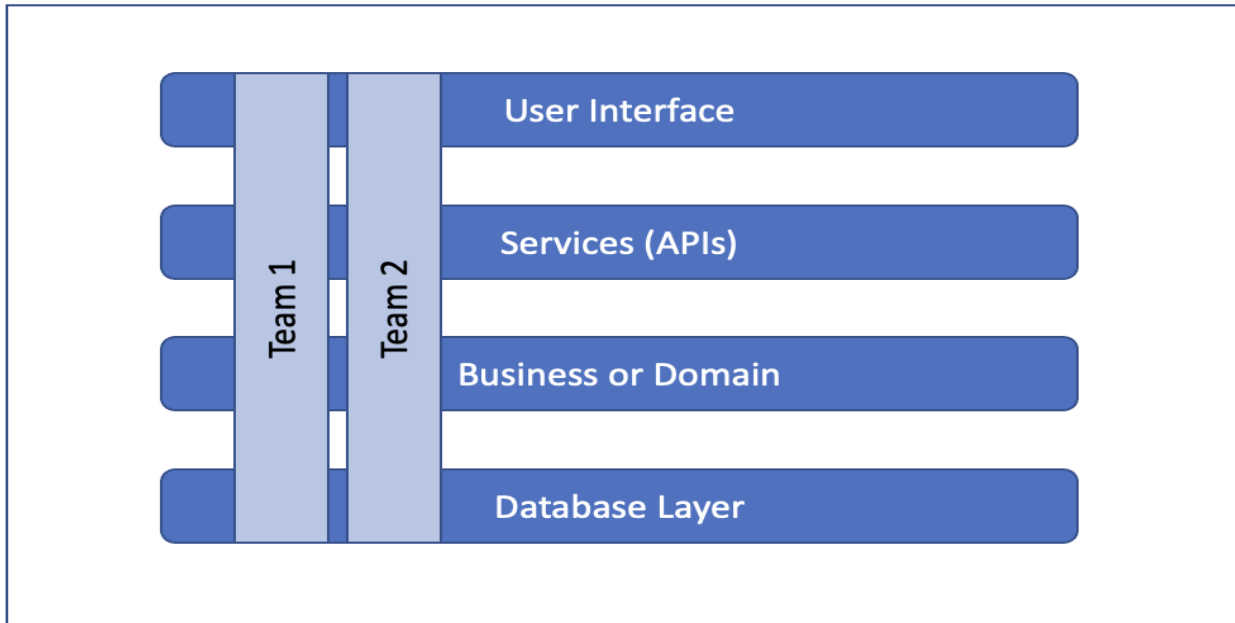 User Interface
Services (APIs)
Team 1
Team 2
Business or Domain
Database Layer